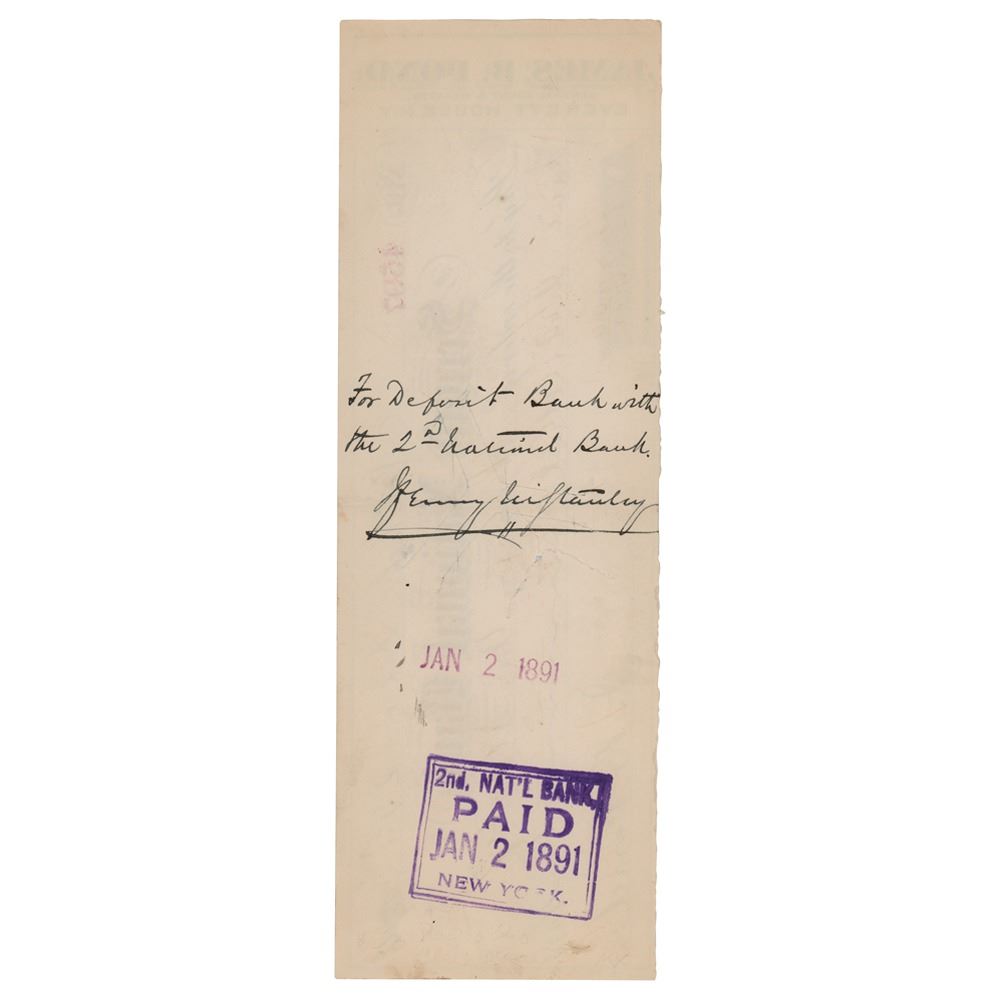 For Deposit Bank with
the 2nd National Bank.
Henry M Stanley
JAN 2 1891
2nd. NAT'L BANK,
PAID
JAN 2 1891
NEW YORK.